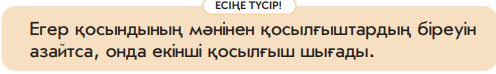 ЕСІҢЕ ТҮСІР!
Егер қосындының мәнінен қосылғыштардың біреуін
азайтса, онда екінші қосылғыш шығады.